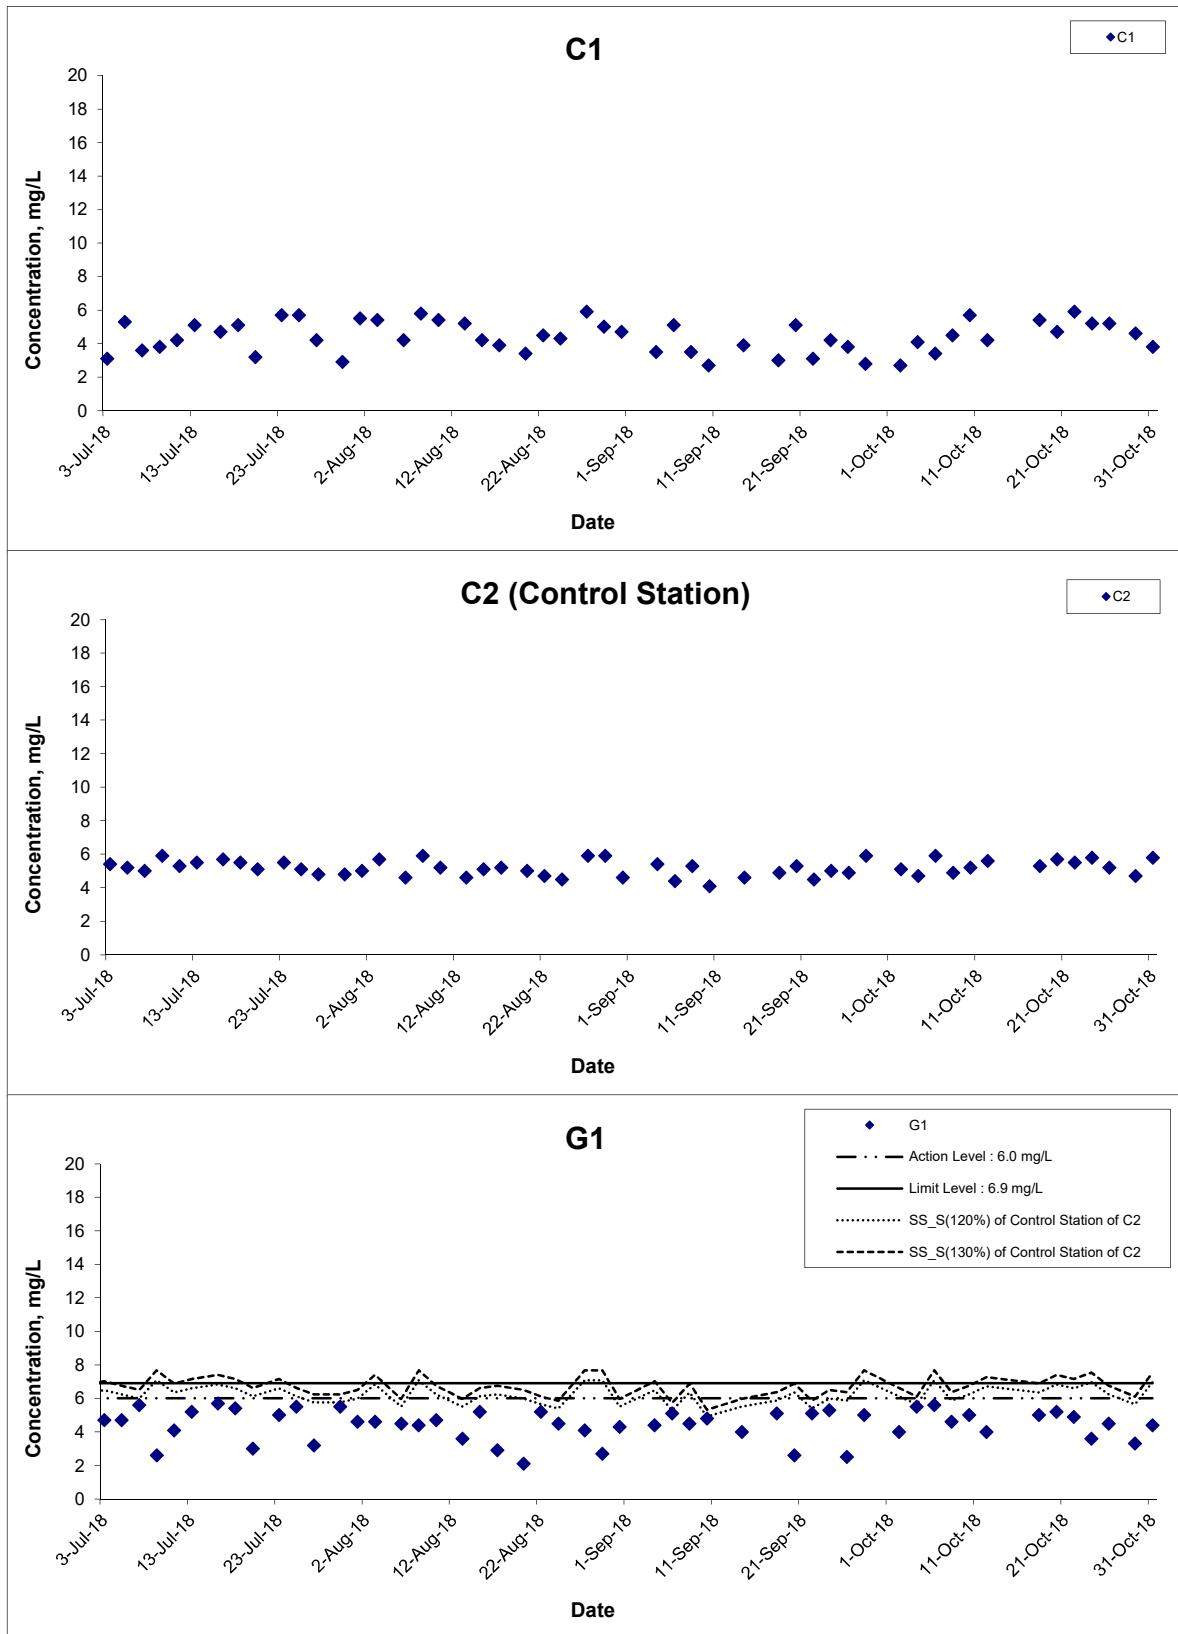 C1
C1
20
18
16
14
12
10
8
6
4
2
0
Concentration, mg/L
3-Jul-18
13-Jul-18
23-Jul-18
2-Aug-18
12-Aug-18
22-Aug-18
1-Sep-18
11-Sep-18
21-Sep-18
1-Oct-18
11-Oct-18
21-Oct-18
31-Oct-18
Date
C2 (Control Station)
C2
20
18
16
14
12
10
8
6
4
2
0
Concentration, mg/L
3-Jul-18
13-Jul-18
23-Jul-18
2-Aug-18
12-Aug-18
22-Aug-18
1-Sep-18
11-Sep-18
21-Sep-18
1-Oct-18
11-Oct-18
21-Oct-18
31-Oct-18
Date
G1
G1
Action Level : 6.0 mg/L
Limit Level : 6.9 mg/L
SS_S(120%) of Control Station of C2
SS_S(130%) of Control Station of C2
20
18
16
14
12
10
8
6
4
2
0
Concentration, mg/L
3-Jul-18
13-Jul-18
23-Jul-18
2-Aug-18
12-Aug-18
22-Aug-18
1-Sep-18
11-Sep-18
21-Sep-18
1-Oct-18
11-Oct-18
21-Oct-18
31-Oct-18
Date